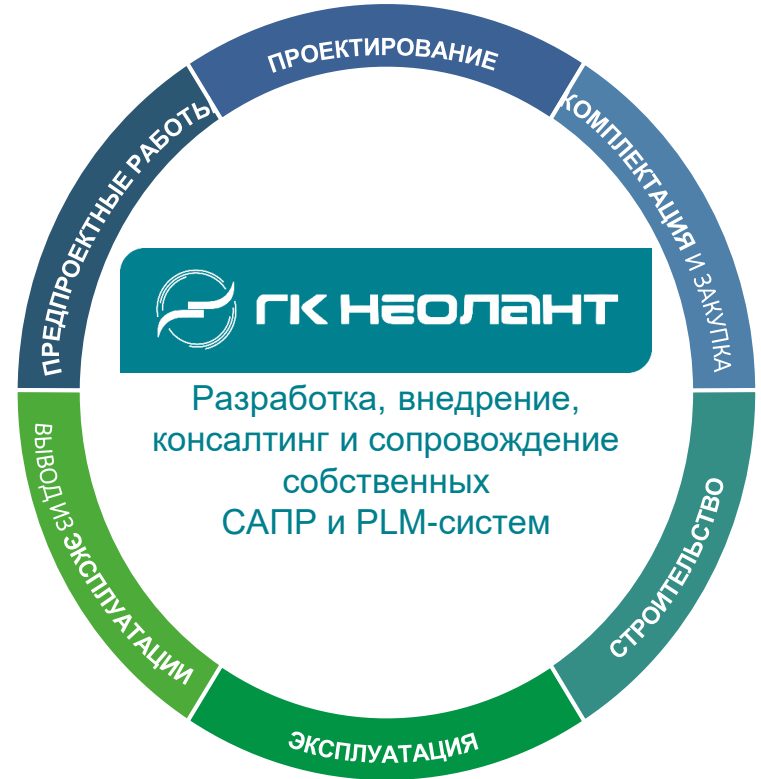 ПРОЕКТИРОВАНИЕ
КОМПЛЕКТАЦИЯ И ЗАКУПКА
СТРОИТЕЛЬСТВО
ЭКСПЛУАТАЦИЯ
ВЫВОД ИЗ ЭКСПЛУАТАЦИИ
ПРЕДПРОЕКТНЫЕ РАБОТЫ
ГК НЕОЛАНТ
Разработка, внедрение,
консалтинг и сопровождение
собственных
САПР и PLM-систем